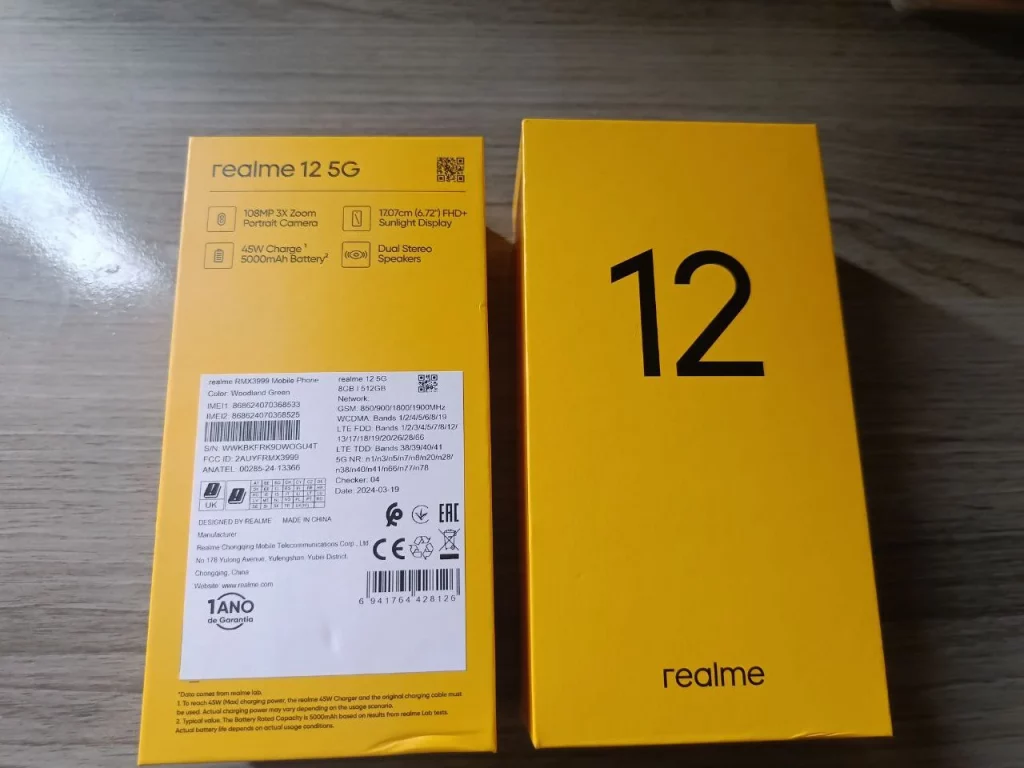 realme 12 5G
108MP 3X Zoom
Portrait Camera
17.07cm (6.72") FHD+
Sunlight Display
45W Charge ¹
5000mAh Battery²
Dual Stereo
Speakers
realme RMX3999 Mobile Phone
Color: Woodland Green
IMEI1: 868624070368533
IMEI2: 868624070368525
S/N: WWKBKFRK9DWOGU4T
FCC ID: 2AUYFRMX3999
ANATEL: 00285-24-13366
UK
realme 12 5G
8GB | 512GB
Network:
GSM: 850/900/1800/1900MHz
WCDMA: Bands 1/2/4/5/6/8/19
LTE FDD: Bands 1/2/3/4/5/7/8/12/
13/17/18/19/20/26/28/66
LTE TDD: Bands 38/39/40/41
5G NR: n1/n3/n5/n7/n8/n20/n28/
n38/n40/n41/n66/n77/n78
Checker: 04
Date: 2024-03-19
DESIGNED BY REALME MADE IN CHINA
Manufacturer
Realme Chongqing Mobile Telecommunications Corp., Ltd
No.178 Yulong Avenue, Yufengshan, Yubei District,
Chongqing, China
Website: www.realme.com
EAC
CE
1 ANO
de Garantia
6 941764 428126
*Data comes from realme lab.
1. To reach 45W (Max) charging power, the realme 45W Charger and the original charging cable must
be used. Actual charging power may vary depending on the usage scenario.
2. Typical value. The Battery Rated Capacity is 5000mAh based on results from realme Lab tests.
Actual battery life depends on actual usage conditions.
12
realme